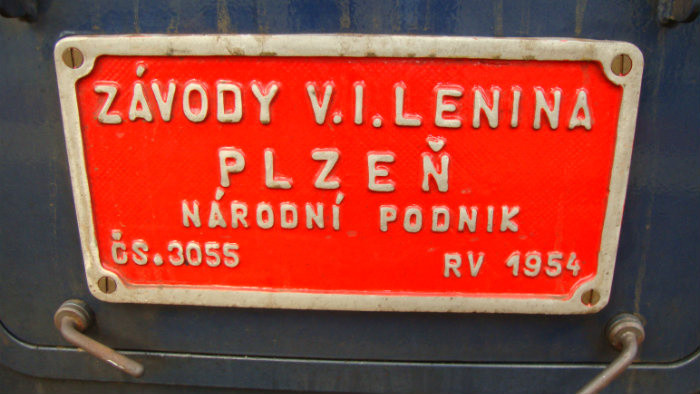 ZÁVODY V.I.LENINA
PLZEŇ
NÁRODNÍ PODNIK
ČS.3055 RV 1954